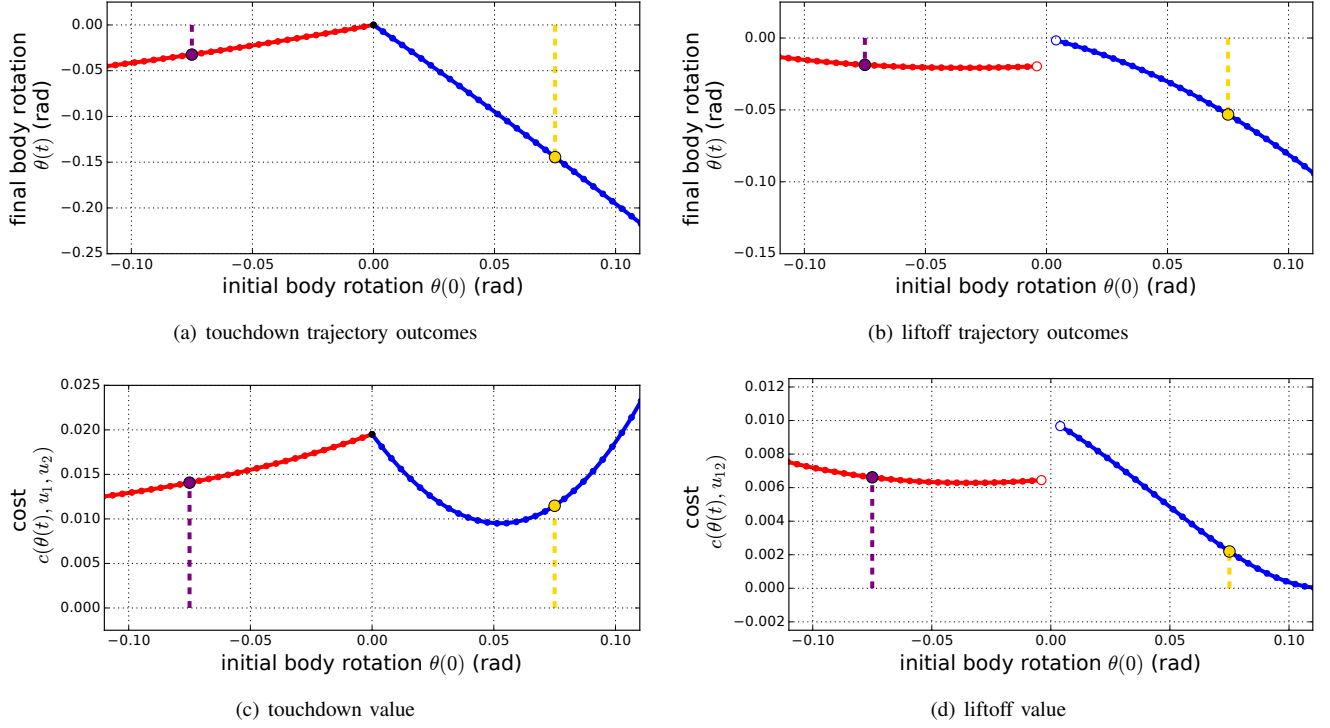 0.00
−0.05
−0.10
−0.15
−0.20
−0.25
final body rotation
θ(t) (rad)
−0.10 −0.05 0.00 0.05 0.10
initial body rotation θ(0) (rad)
(a) touchdown trajectory outcomes
0.00
−0.05
−0.10
−0.15
final body rotation
θ(t) (rad)
−0.10 −0.05 0.00 0.05 0.10
initial body rotation θ(0) (rad)
(b) liftoff trajectory outcomes
0.025
0.020
0.015
0.010
0.005
0.000
cost
c(θ(t), u₁, u₂)
−0.10 −0.05 0.00 0.05 0.10
initial body rotation θ(0) (rad)
(c) touchdown value
0.012
0.010
0.008
0.006
0.004
0.002
0.000
−0.002
cost
c(θ(t), u₁₂)
−0.10 −0.05 0.00 0.05 0.10
initial body rotation θ(0) (rad)
(d) liftoff value